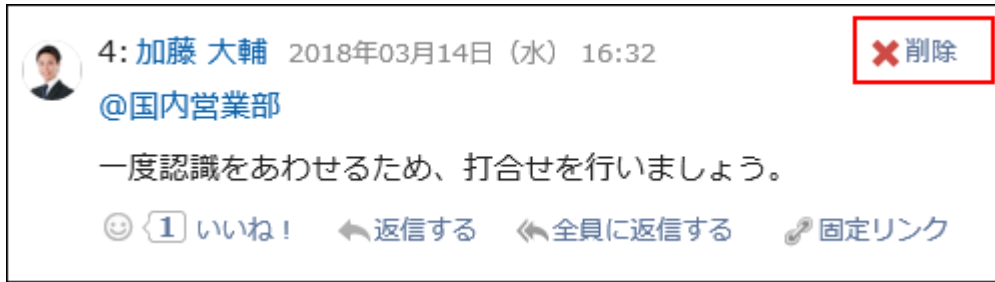 4: 加藤 大輔 2018年03月14日（水） 16:32 削除
@国内営業部
一度認識をあわせるため、打合せを行いましょう。
1 いいね！ 返信する 全員に返信する 固定リンク